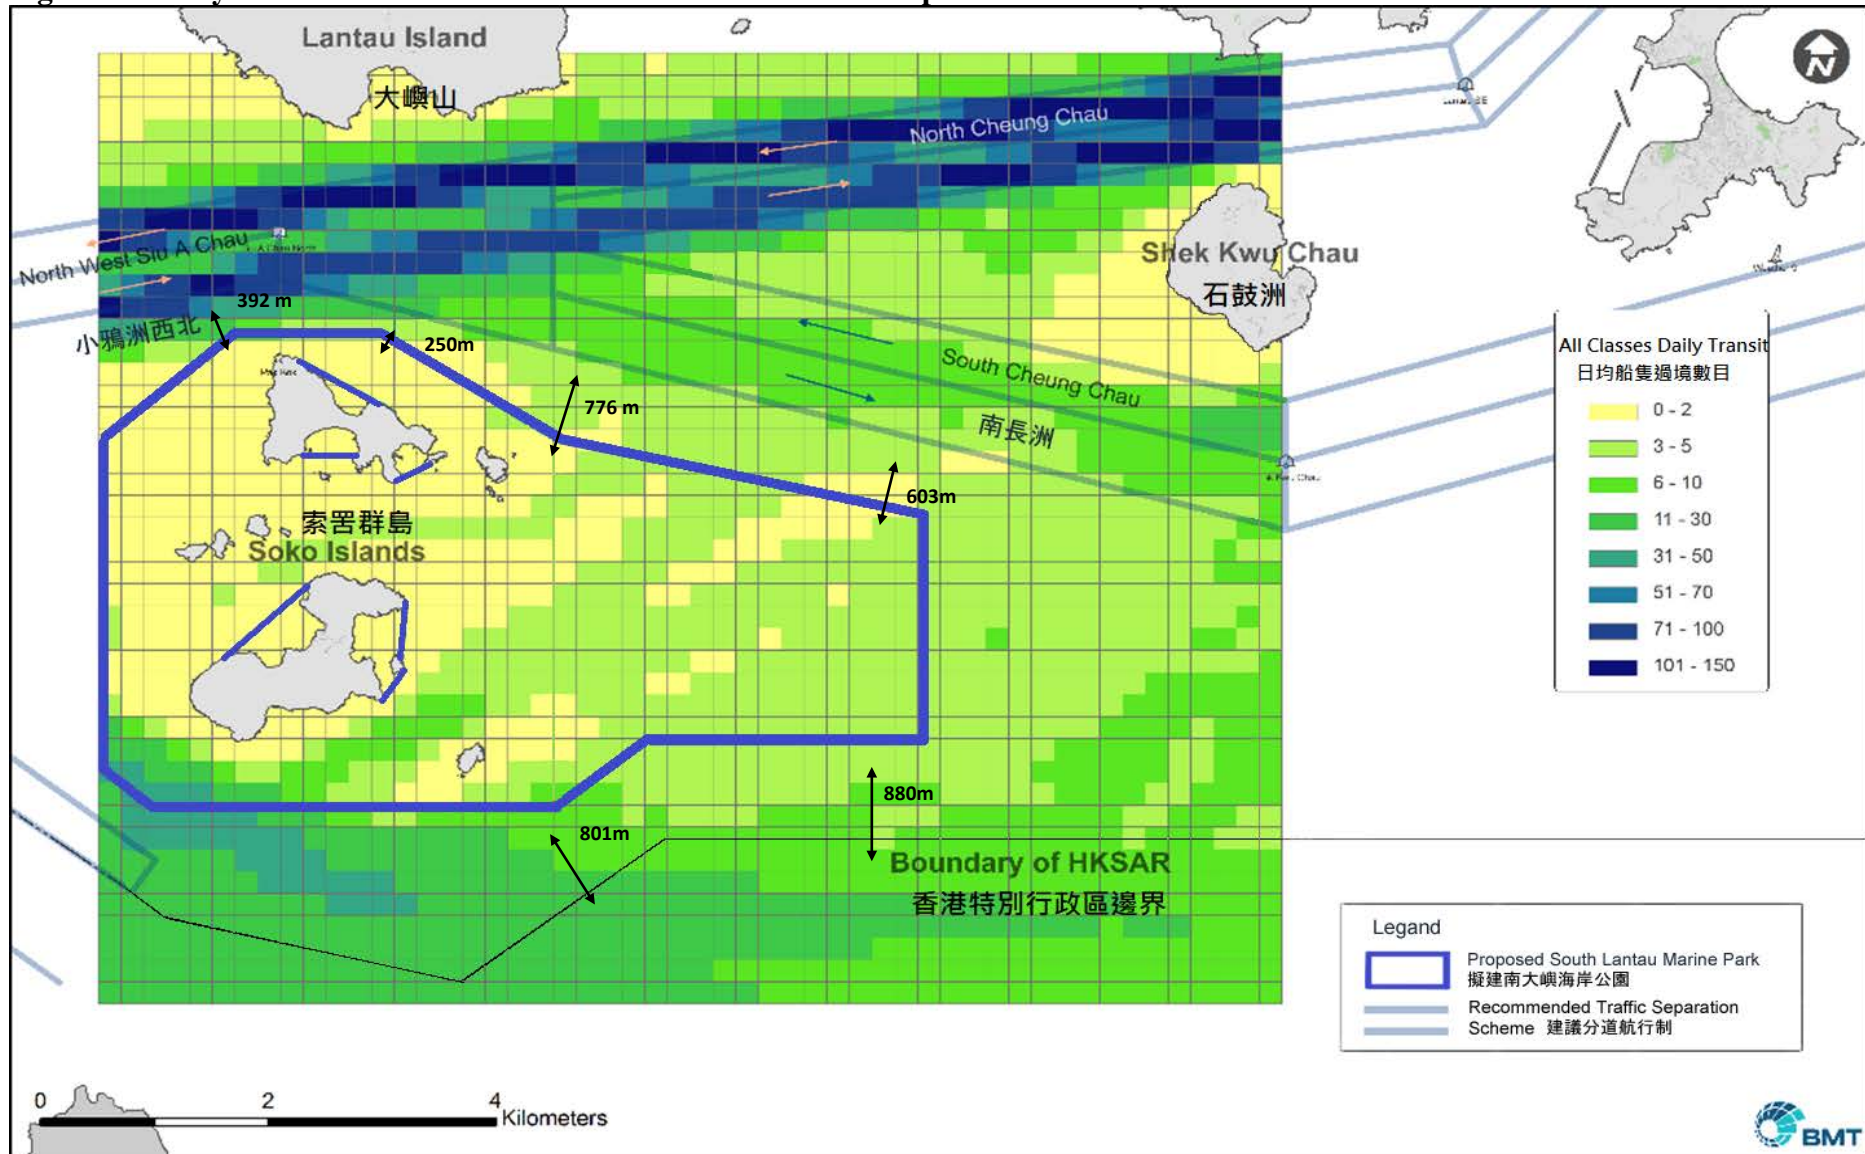 Lantau Island
大嶼山
N
North Cheung Chau
North West Siu A Chau
小鴉洲西北
392 m
250m
776 m
603m
Shek Kwu Chau
石鼓洲
South Cheung Chau
南長洲
索罟群島
Soko Islands
801m
880m
Boundary of HKSAR
香港特別行政區邊界
All Classes Daily Transit
日均船隻過境數目
0 - 2
3 - 5
6 - 10
11 - 30
31 - 50
51 - 70
71 - 100
101 - 150
Legand
Proposed South Lantau Marine Park
擬建南大嶼海岸公園
Recommended Traffic Separation
Scheme 建議分道航行制
0 2 4
Kilometers
BMT